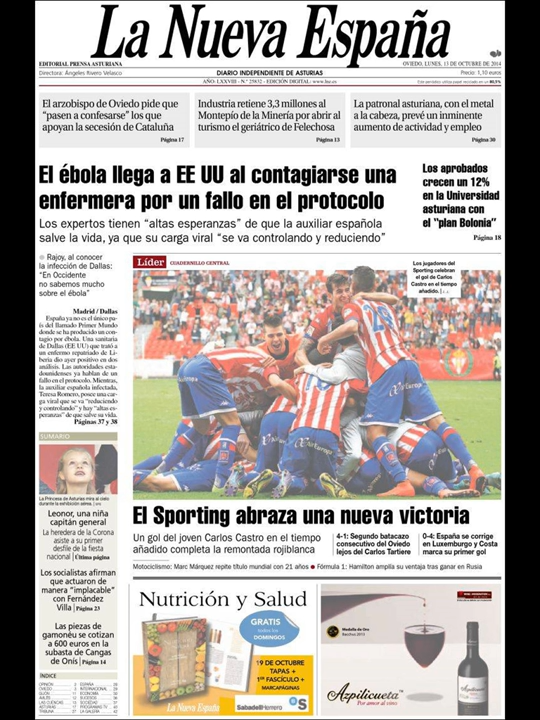 La Nueva España
EDITORIAL PRENSA ASTURIANA
OVIEDO, LUNES, 13 DE OCTUBRE DE 2014
Directora: Ángeles Rivero Velasco
DIARIO INDEPENDIENTE DE ASTURIAS
Precio: 1,10 euros
AÑO: LXXVIII - N.º 25832 - EDICIÓN DIGITAL: www.lne.es
El arzobispo de Oviedo pide que
“pasen a confesarse” los que
apoyan la secesión de Cataluña
Página 17
Industria retiene 3,3 millones al
Montepío de la Minería por abrir al
turismo el geriátrico de Felechosa
Página 13
La patronal asturiana, con el metal
a la cabeza, prevé un inminente
aumento de actividad y empleo
Página 30
El ébola llega a EE UU al contagiarse una
enfermera por un fallo en el protocolo
Los expertos tienen “altas esperanzas” de que la auxiliar española
salve la vida, ya que su carga viral “se va controlando y reduciendo”
Los aprobados
crecen un 12%
en la Universidad
asturiana con
el “plan Bolonia”
Página 18
Rajoy, al conocer
la infección de Dallas:
“En Occidente
no sabemos mucho
sobre el ébola”
Madrid / Dallas
España ya no es el único pa-
ís del llamado Primer Mundo
donde se ha producido un con-
tagio por ébola. Una sanitaria
de Dallas (EE UU) que trató a
un enfermo repatriado de Li-
beria dio ayer positivo en dos
análisis. Las autoridades esta-
dounidenses ya hablan de un
fallo en el protocolo. Mientras,
la auxiliar española infectada,
Teresa Romero, posee una car-
ga viral que se va “reduciendo
y controlando” y hay “altas es-
peranzas” de que salve su vida.
Páginas 37 y 38
Líder
CUADERNILLO CENTRAL
Los jugadores del
Sporting celebran
el gol de Carlos
Castro en el tiempo
añadido.
SUMARIO
La Princesa de Asturias mira al cielo
durante la exhibición aérea.
Leonor, una niña
capitán general
La heredera de la Corona
asiste a su primer
desfile de la fiesta
nacional | Última página
Los socialistas afirman
que actuaron de
manera “implacable”
con Fernández
Villa | Página 23
Las piezas de
gamonéu se cotizan
a 600 euros en la
subasta de Cangas
de Onís | Página 14
El Sporting abraza una nueva victoria
Un gol del joven Carlos Castro en el tiempo
añadido completa la remontada rojiblanca
4-1: Segundo batacazo
consecutivo del Oviedo
lejos del Carlos Tartiere
0-4: España se corrige
en Luxemburgo y Costa
marca su primer gol
Motociclismo: Marc Márquez repite título mundial con 21 años ● Fórmula 1: Hamilton amplía su ventaja tras ganar en Rusia
ÍNDICE
Nutrición y Salud
GRATIS
todos los
DOMINGOS
19 DE OCTUBRE
TAPAS +
1er FASCÍCULO +
MARCAPÁGINAS
La Nueva España
SabadellHerrero
S
Medalla de Oro
Azpilicueta
Por amor al vino